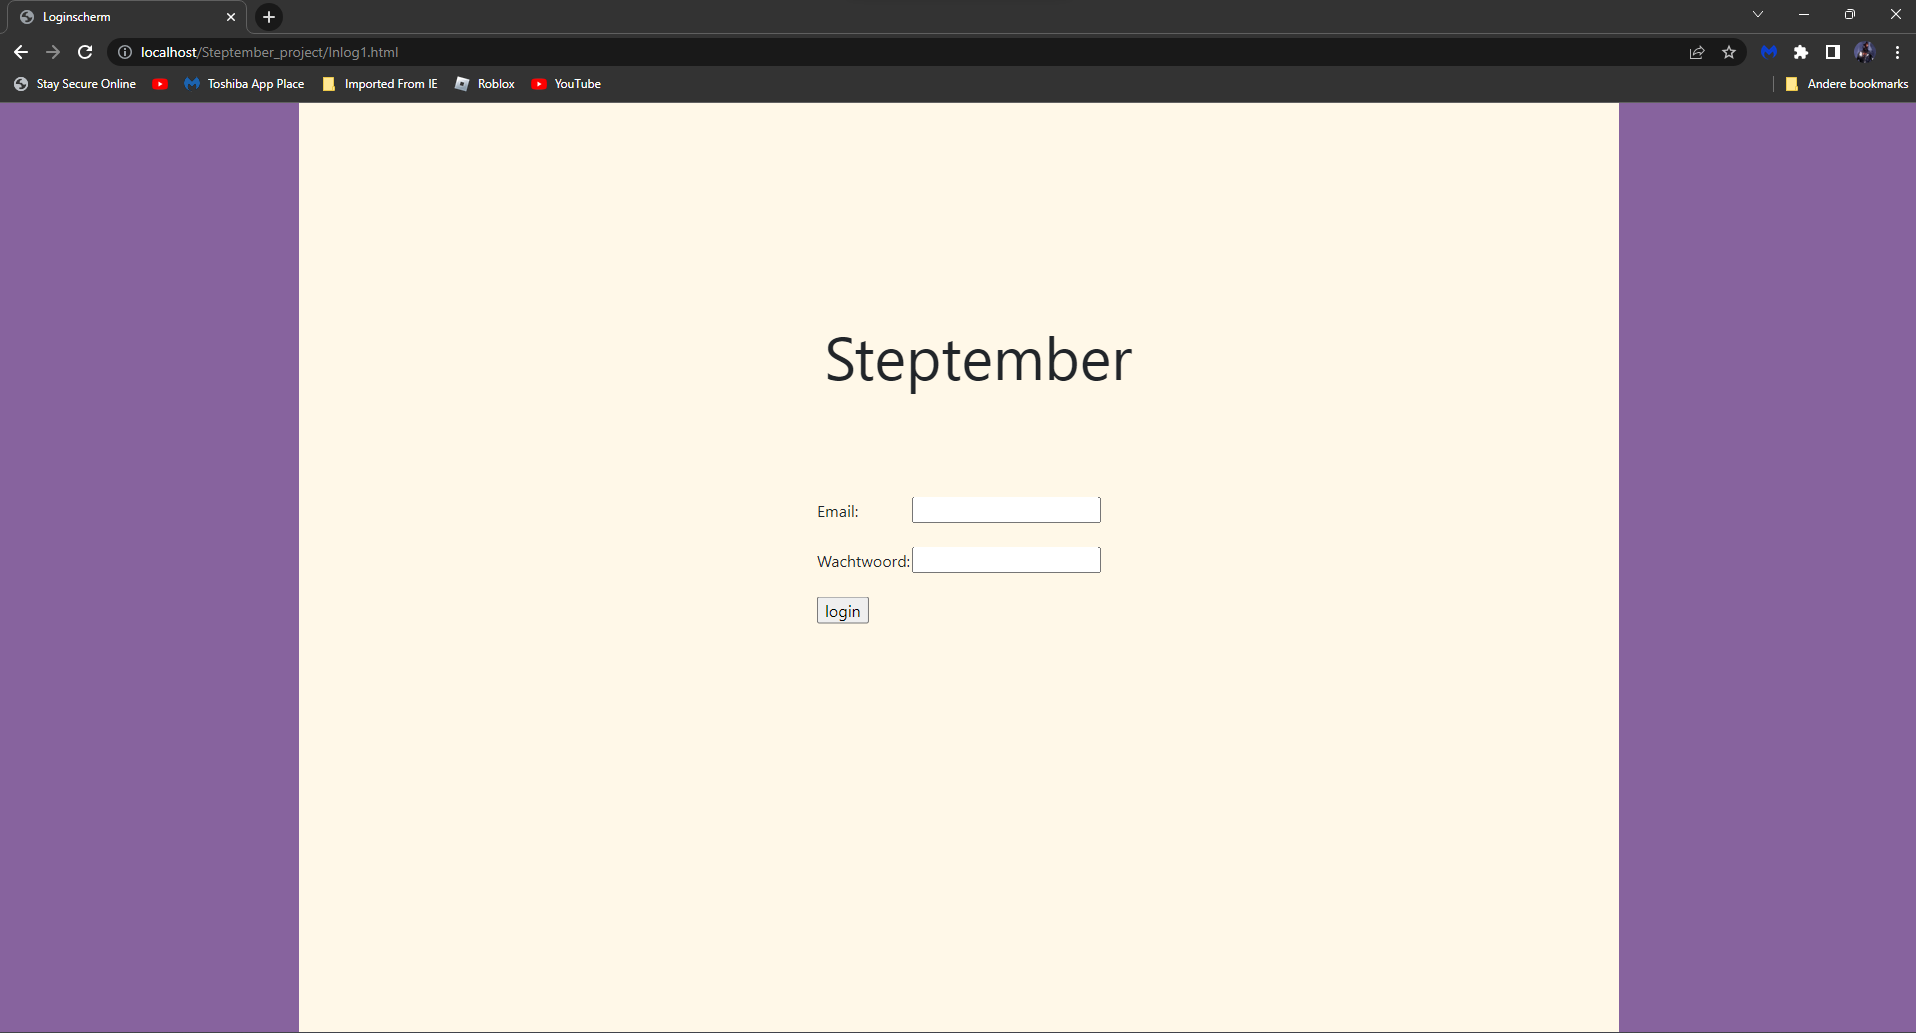 Loginscherm
localhost/Steptember_project/Inlog1.html
Stay Secure Online Toshiba App Place Imported From IE Roblox YouTube Andere bookmarks
Steptember
Email:
Wachtwoord:
login